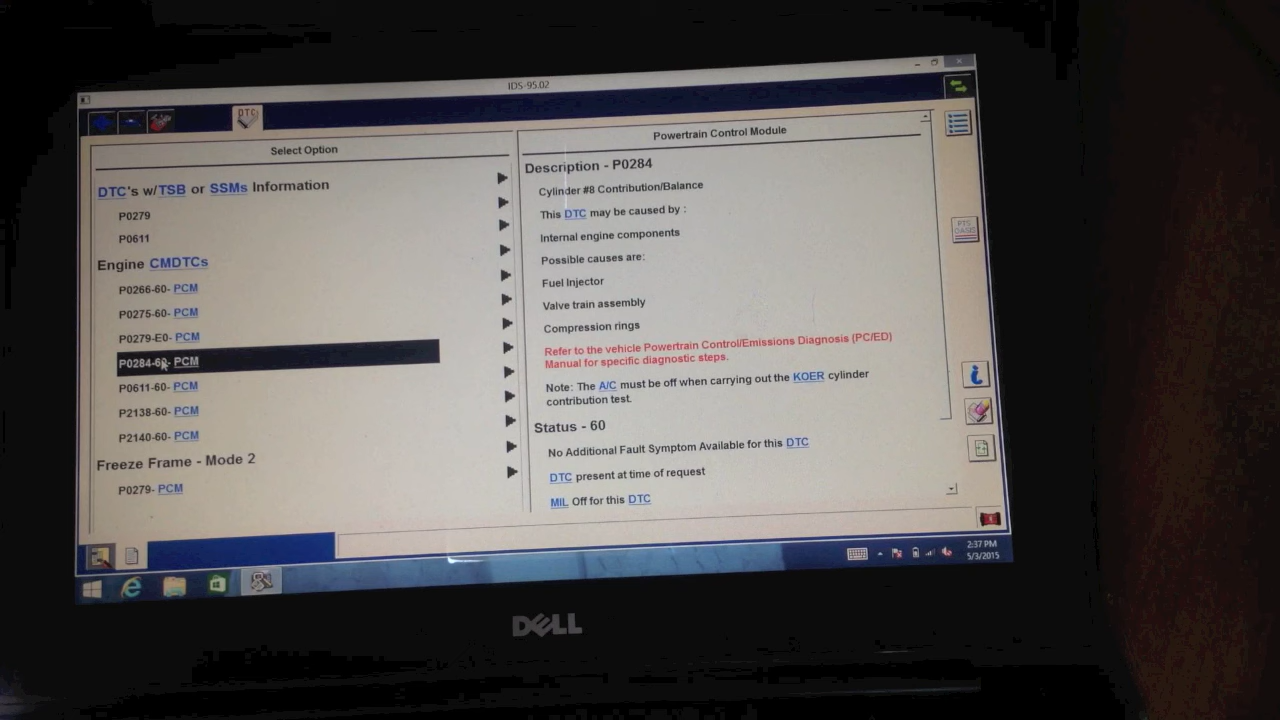 IDS-95.02
DTC
Select Option
DTC's w/TSB or SSMs Information
P0279
P0611
Engine CMDTCs
P0266-60- PCM
P0275-60- PCM
P0279-E0- PCM
P0284-60- PCM
P0611-60- PCM
P2138-60- PCM
P2140-60- PCM
Freeze Frame - Mode 2
P0279- PCM
Powertrain Control Module
Description - P0284
Cylinder #8 Contribution/Balance
This DTC may be caused by :
Internal engine components
Possible causes are:
Fuel Injector
Valve train assembly
Compression rings
Refer to the vehicle Powertrain Control/Emissions Diagnosis (PC/ED)
Manual for specific diagnostic steps.
Note: The A/C must be off when carrying out the KOER cylinder
contribution test.
Status - 60
No Additional Fault Symptom Available for this DTC
DTC present at time of request
MIL Off for this DTC
PTS
OASIS
2:37 PM
5/3/2015
DELL